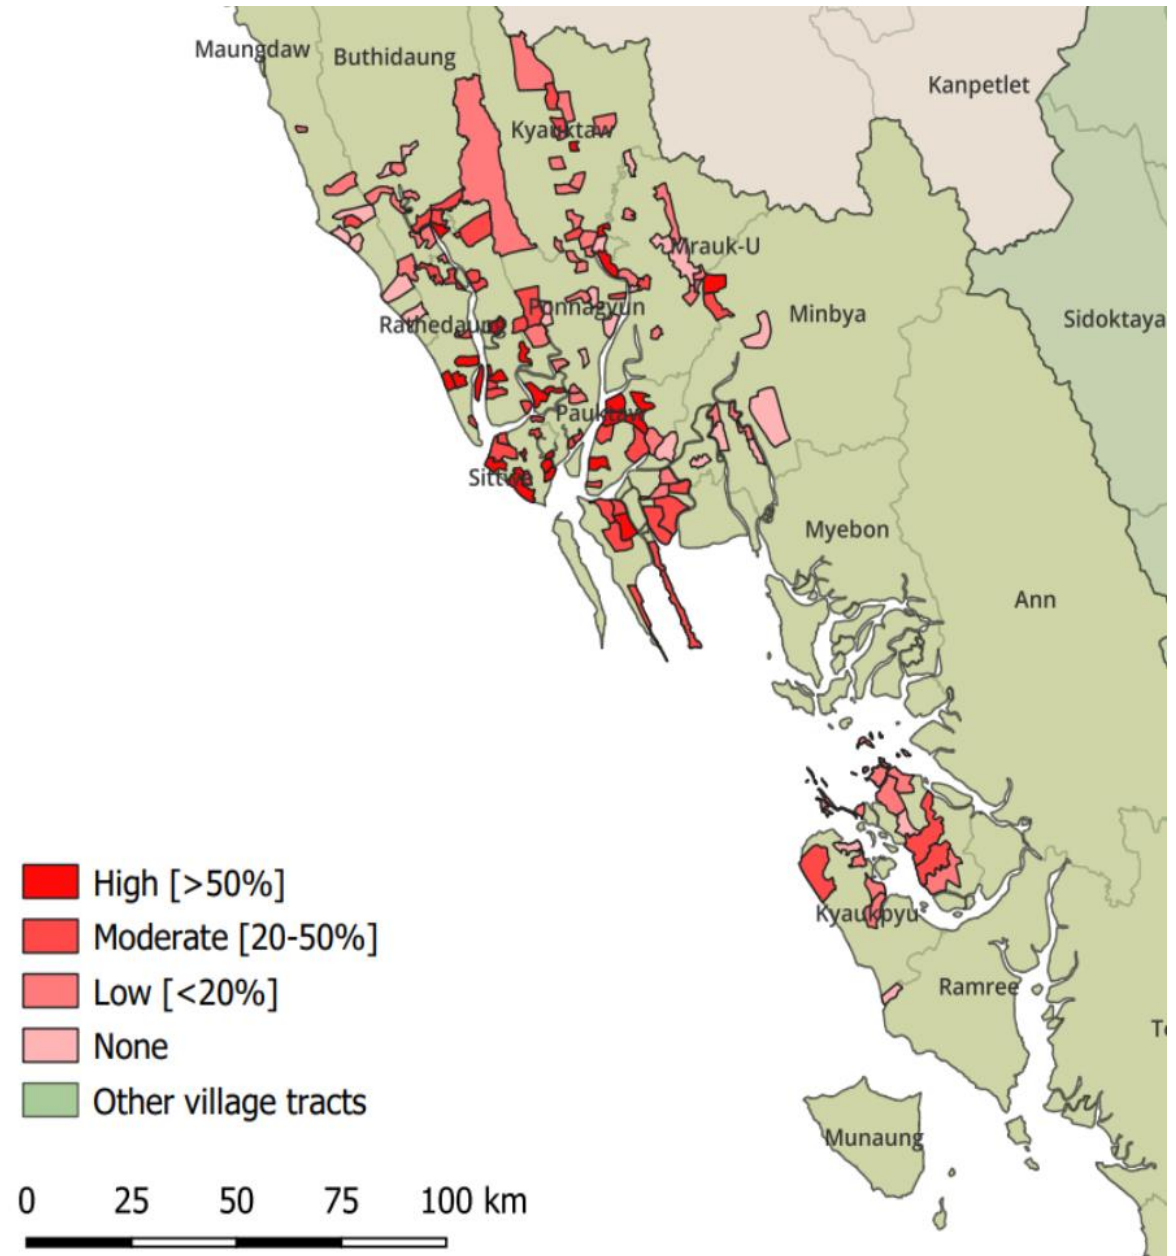 Maungdaw
Buthidaung
Kanpetlet
Kyauktaw
Mrauk-U
Ponnagyun
Minbya
Sidoktaya
Rathedaung
Pauktaw
Sittwe
Myebon
Ann
High [>50%]
Moderate [20-50%]
Low [<20%]
None
Other village tracts
Kyaukpyu
Ramree
Munaung
0 25 50 75 100 km